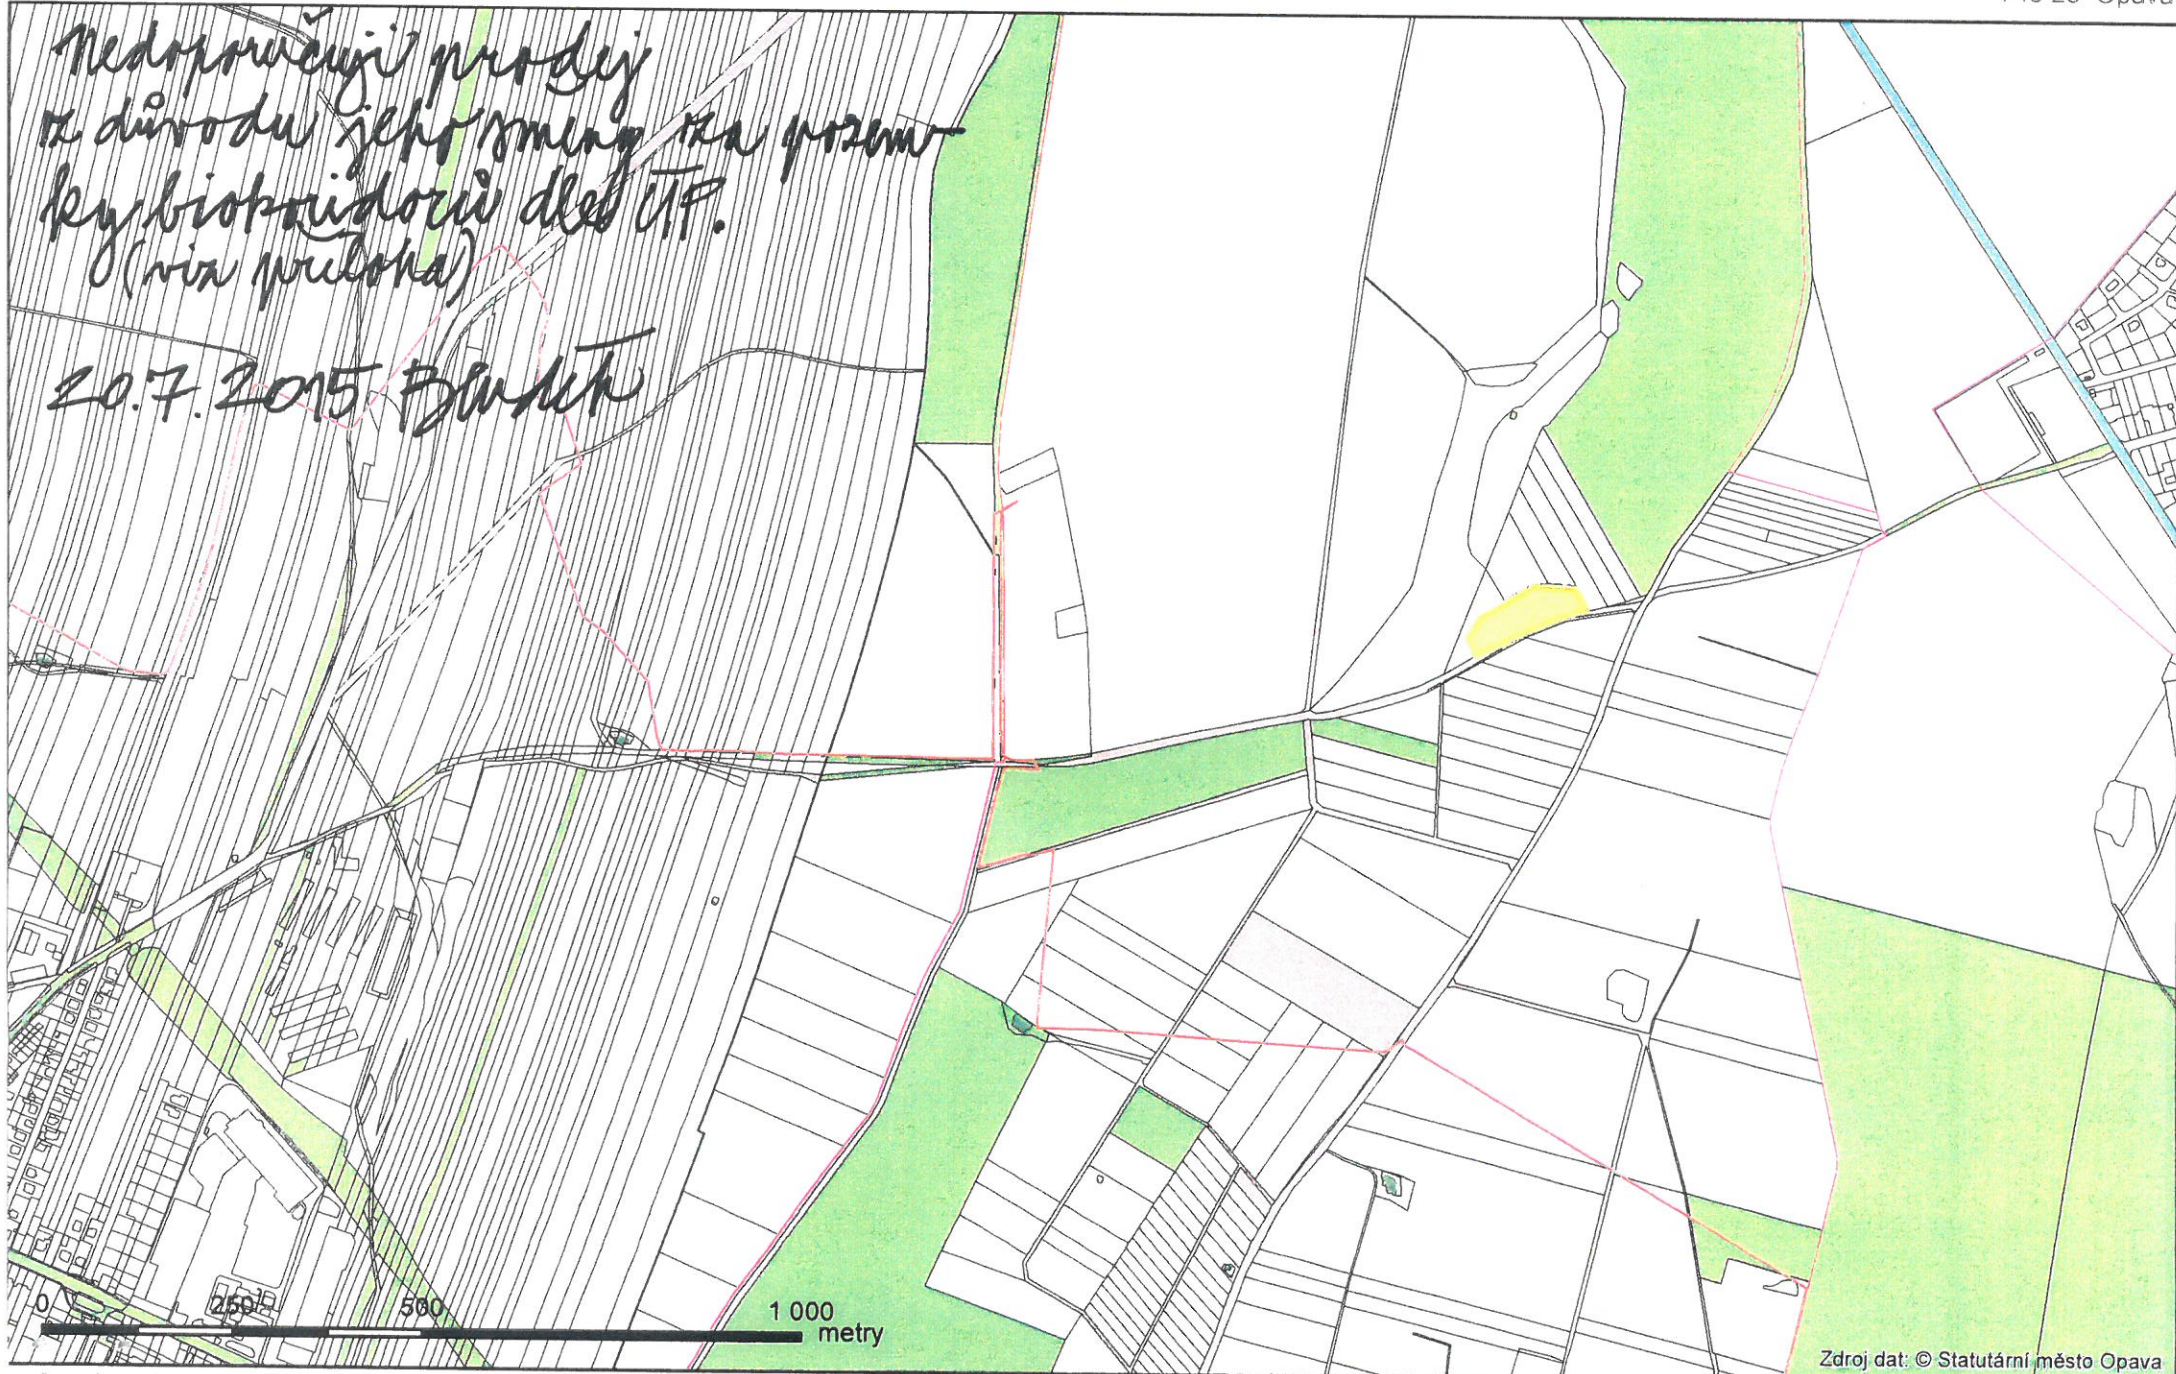 Opava
Nedoporučuji prodej
z důvodu jeho směny za pozem-
ky biokoridorů dle ÚP.
(viz příloha)
20.7.2015
0 250 500 1 000
metry
Zdroj dat: © Statutární město Opava